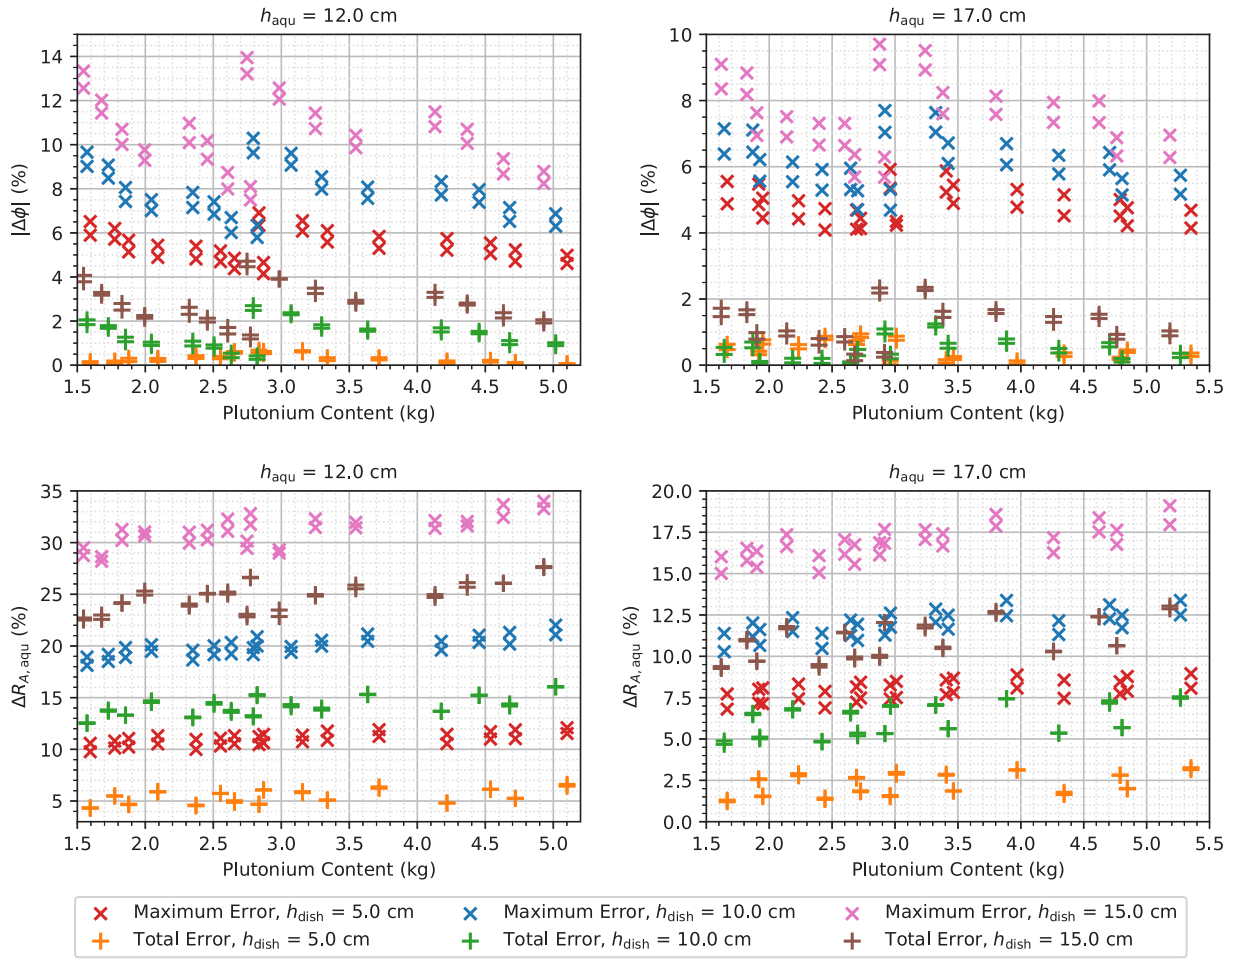 h_aqu = 12.0 cm
h_aqu = 17.0 cm
|Δϕ| (%)
14
12
10
8
6
4
2
0
1.5 2.0 2.5 3.0 3.5 4.0 4.5 5.0
Plutonium Content (kg)
|Δϕ| (%)
10
8
6
4
2
0
1.5 2.0 2.5 3.0 3.5 4.0 4.5 5.0 5.5
Plutonium Content (kg)
h_aqu = 12.0 cm
h_aqu = 17.0 cm
ΔR_A,aqu (%)
35
30
25
20
15
10
5
1.5 2.0 2.5 3.0 3.5 4.0 4.5 5.0
Plutonium Content (kg)
ΔR_A,aqu (%)
20.0
17.5
15.0
12.5
10.0
7.5
5.0
2.5
0.0
1.5 2.0 2.5 3.0 3.5 4.0 4.5 5.0 5.5
Plutonium Content (kg)
Maximum Error, h_dish = 5.0 cm
Maximum Error, h_dish = 10.0 cm
Maximum Error, h_dish = 15.0 cm
Total Error, h_dish = 5.0 cm
Total Error, h_dish = 10.0 cm
Total Error, h_dish = 15.0 cm